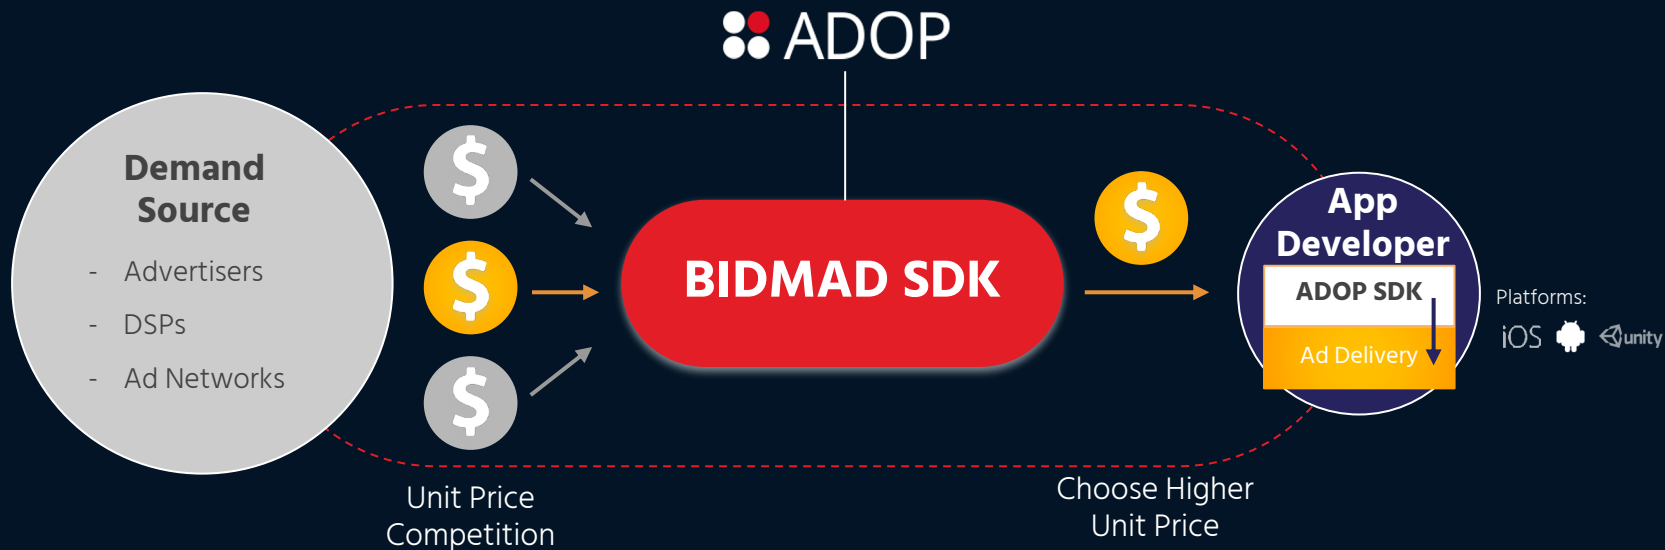 ADOP
Demand
Source
- Advertisers
- DSPs
- Ad Networks
$
$
$
Unit Price
Competition
BIDMAD SDK
$
Choose Higher
Unit Price
App
Developer
ADOP SDK
Ad Delivery
Platforms:
iOS unity